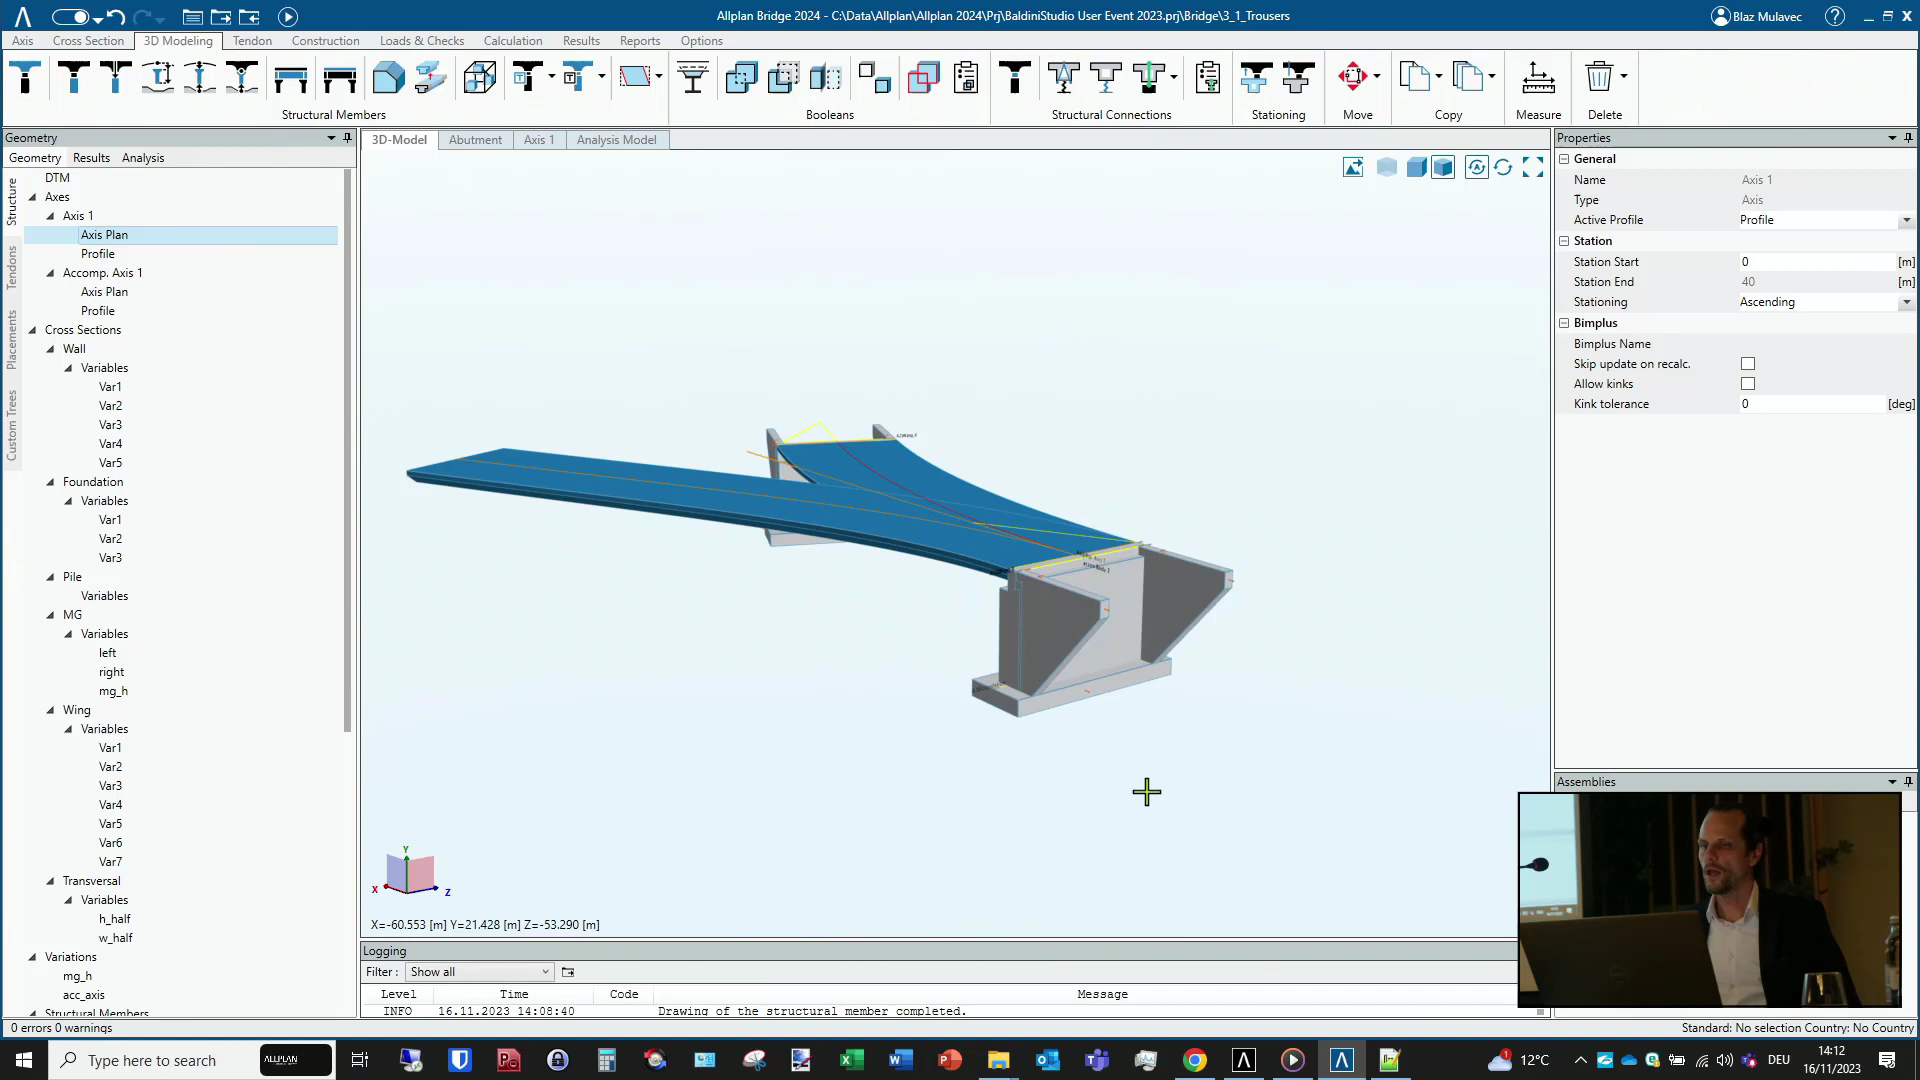 Allplan Bridge 2024 - C:\Data\Allplan\Allplan 2024\Prj\BaldiniStudio User Event 2023.prj\Bridge\3_1_Trousers
Blaz Mulavec
Axis Cross Section 3D Modeling Tendon Construction Loads & Checks Calculation Results Reports Options
Structural Members Booleans Structural Connections Stationing Move Copy Measure Delete
Geometry
Geometry Results Analysis
Structure
Tendons
Placements
Custom Trees
DTM
Axes
Axis 1
Axis Plan
Profile
Accomp. Axis 1
Axis Plan
Profile
Cross Sections
Wall
Variables
Var1
Var2
Var3
Var4
Var5
Foundation
Variables
Var1
Var2
Var3
Pile
Variables
MG
Variables
left
right
mg_h
Wing
Variables
Var1
Var2
Var3
Var4
Var5
Var6
Var7
Transversal
Variables
h_half
w_half
Variations
mg_h
acc_axis
Structural Members
3D-Model Abutment Axis 1 Analysis Model
Y
X
Z
X=-60.553 [m] Y=21.428 [m] Z=-53.290 [m]
Logging
Filter : Show all
Level Time Code Message
INFO 16.11.2023 14:08:40 Drawing of the structural member completed.
Properties
General
Name Axis 1
Type Axis
Active Profile Profile
Station
Station Start 0 [m]
Station End 40 [m]
Stationing Ascending
Bimplus
Bimplus Name
Skip update on recalc.
Allow kinks
Kink tolerance 0 [deg]
Assemblies
0 errors 0 warnings
Standard: No selection Country: No Country
Type here to search
ALLPLAN
12°C
DEU
14:12
16/11/2023